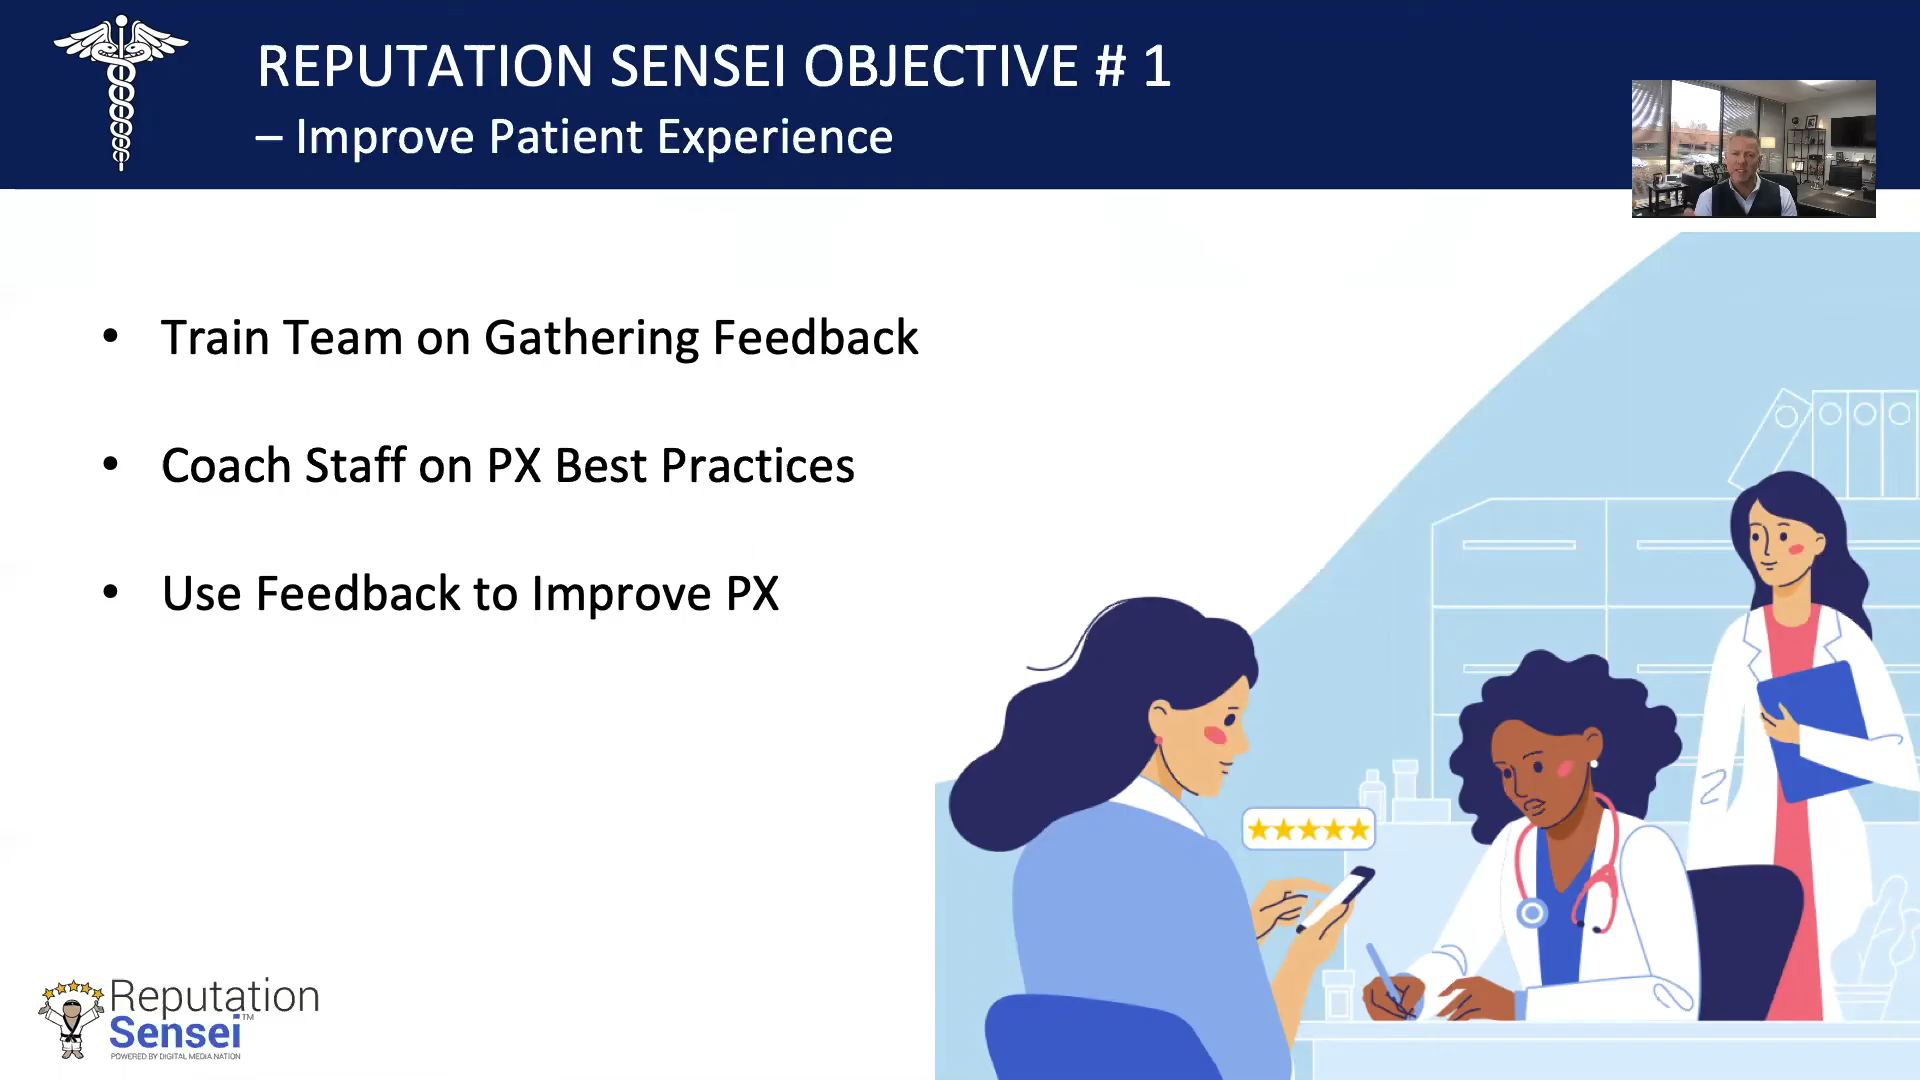 REPUTATION SENSEI OBJECTIVE # 1
– Improve Patient Experience
• Train Team on Gathering Feedback
• Coach Staff on PX Best Practices
• Use Feedback to Improve PX
Reputation
Sensei™
POWERED BY DIGITAL MEDIA NATION